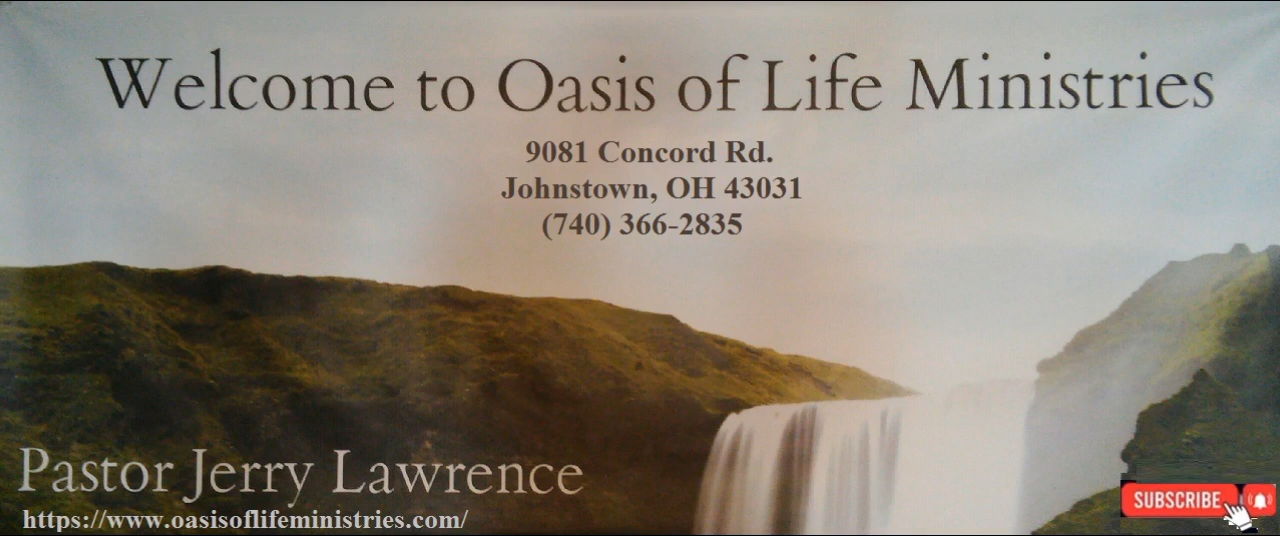 Welcome to Oasis of Life Ministries
9081 Concord Rd.
Johnstown, OH 43031
(740) 366-2835
Pastor Jerry Lawrence
https://www.oasisoflifeministries.com/
SUBSCRIBE